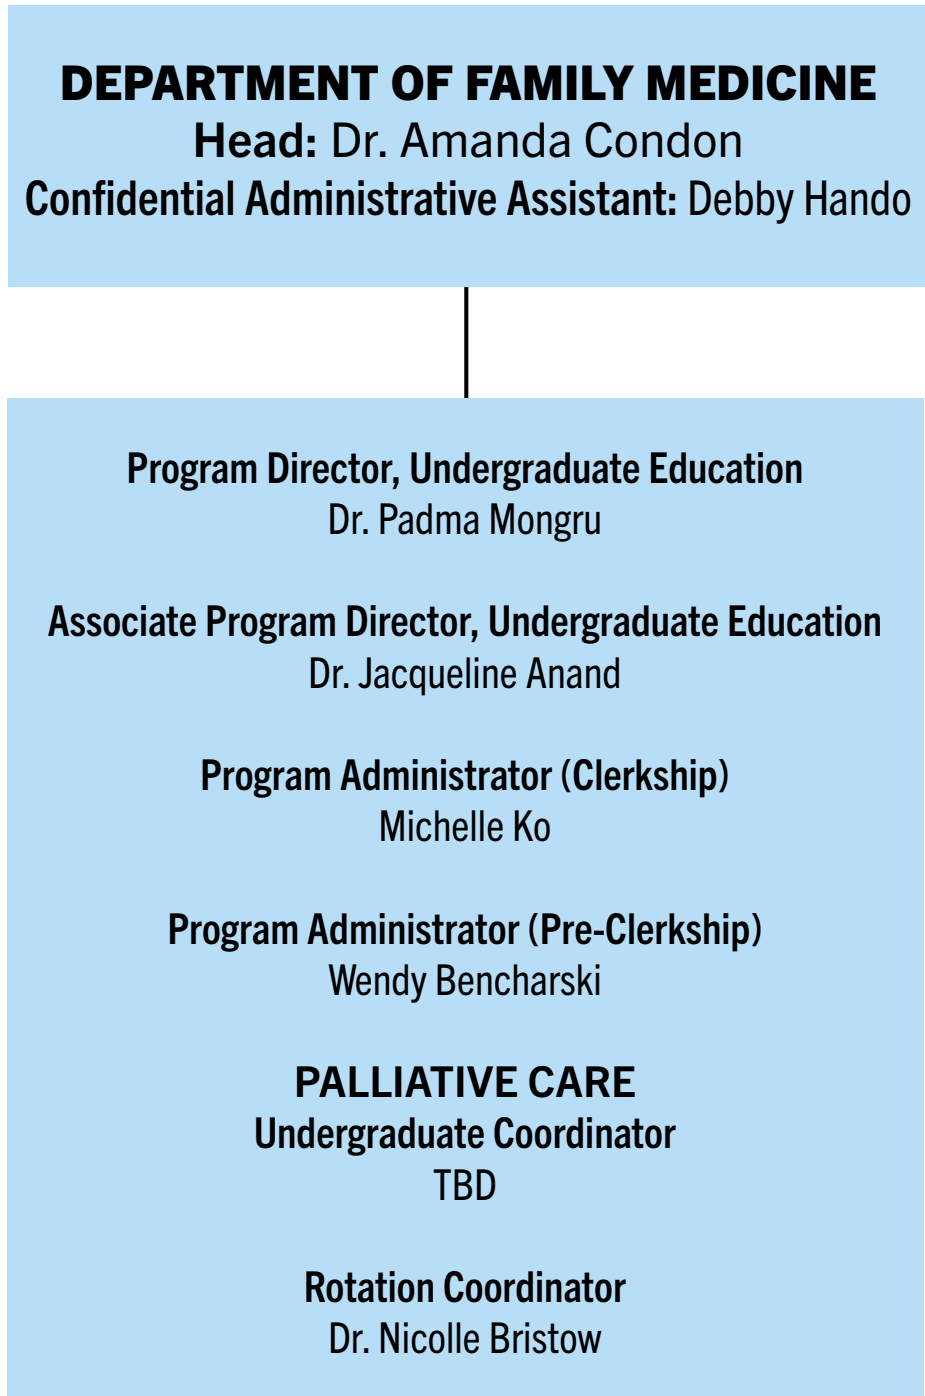 DEPARTMENT OF FAMILY MEDICINE
Head: Dr. Amanda Condon
Confidential Administrative Assistant: Debby Hando
Program Director, Undergraduate Education
Dr. Padma Mongru
Associate Program Director, Undergraduate Education
Dr. Jacqueline Anand
Program Administrator (Clerkship)
Michelle Ko
Program Administrator (Pre-Clerkship)
Wendy Bencharski
PALLIATIVE CARE
Undergraduate Coordinator
TBD
Rotation Coordinator
Dr. Nicolle Bristow